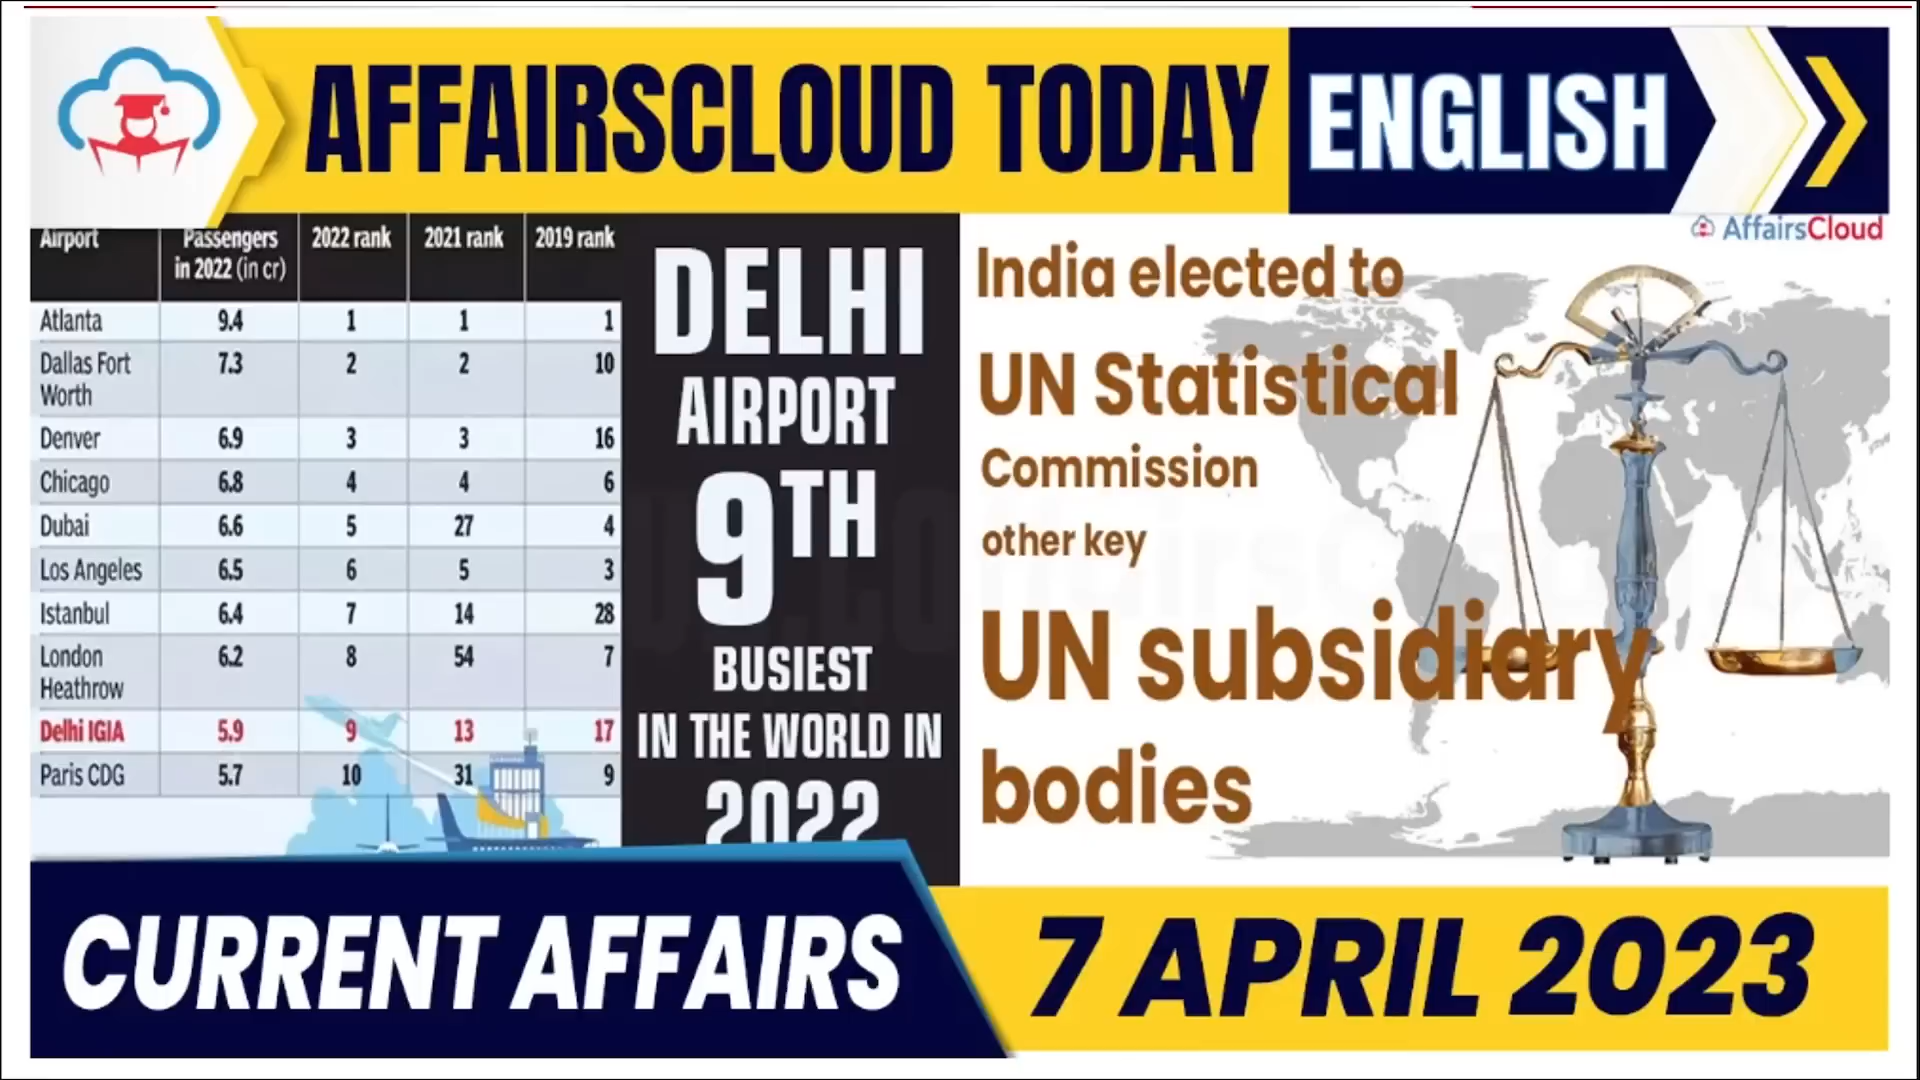 AFFAIRSCLOUD TODAY ENGLISH
Airport Passengers in 2022 (in cr) 2022 rank 2021 rank 2019 rank
Atlanta 9.4 1 1 1
Dallas Fort Worth 7.3 2 2 10
Denver 6.9 3 3 16
Chicago 6.8 4 4 6
Dubai 6.6 5 27 4
Los Angeles 6.5 6 5 3
Istanbul 6.4 7 14 28
London Heathrow 6.2 8 54 7
Delhi IGIA 5.9 9 13 17
Paris CDG 5.7 10 31 9
DELHI
AIRPORT
9TH
BUSIEST
IN THE WORLD IN
2022
AffairsCloud
India elected to
UN Statistical
Commission
other key
UN subsidiary
bodies
CURRENT AFFAIRS
7 APRIL 2023